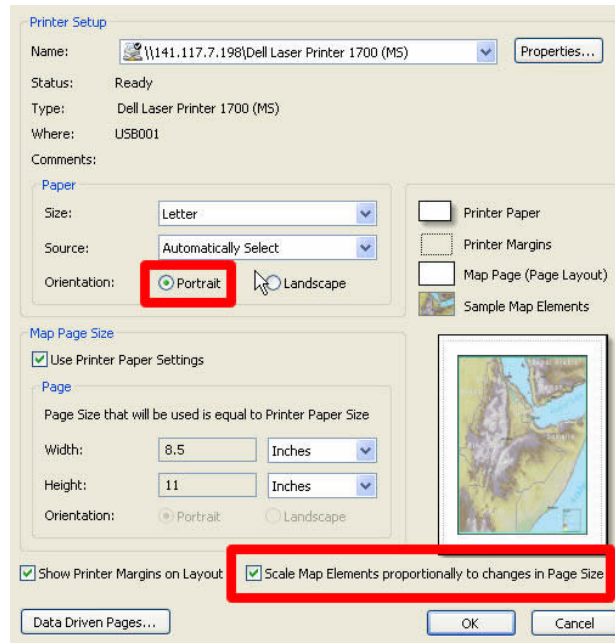 Printer Setup
Name: \\141.117.7.198\Dell Laser Printer 1700 (MS) Properties...
Status: Ready
Type: Dell Laser Printer 1700 (MS)
Where: USB001
Comments:
Paper
Size: Letter
Source: Automatically Select
Orientation: Portrait Landscape
Printer Paper
Printer Margins
Map Page (Page Layout)
Sample Map Elements
Map Page Size
Use Printer Paper Settings
Page
Page Size that will be used is equal to Printer Paper Size
Width: 8.5 Inches
Height: 11 Inches
Orientation: Portrait Landscape
Show Printer Margins on Layout Scale Map Elements proportionally to changes in Page Size
Data Driven Pages... OK Cancel